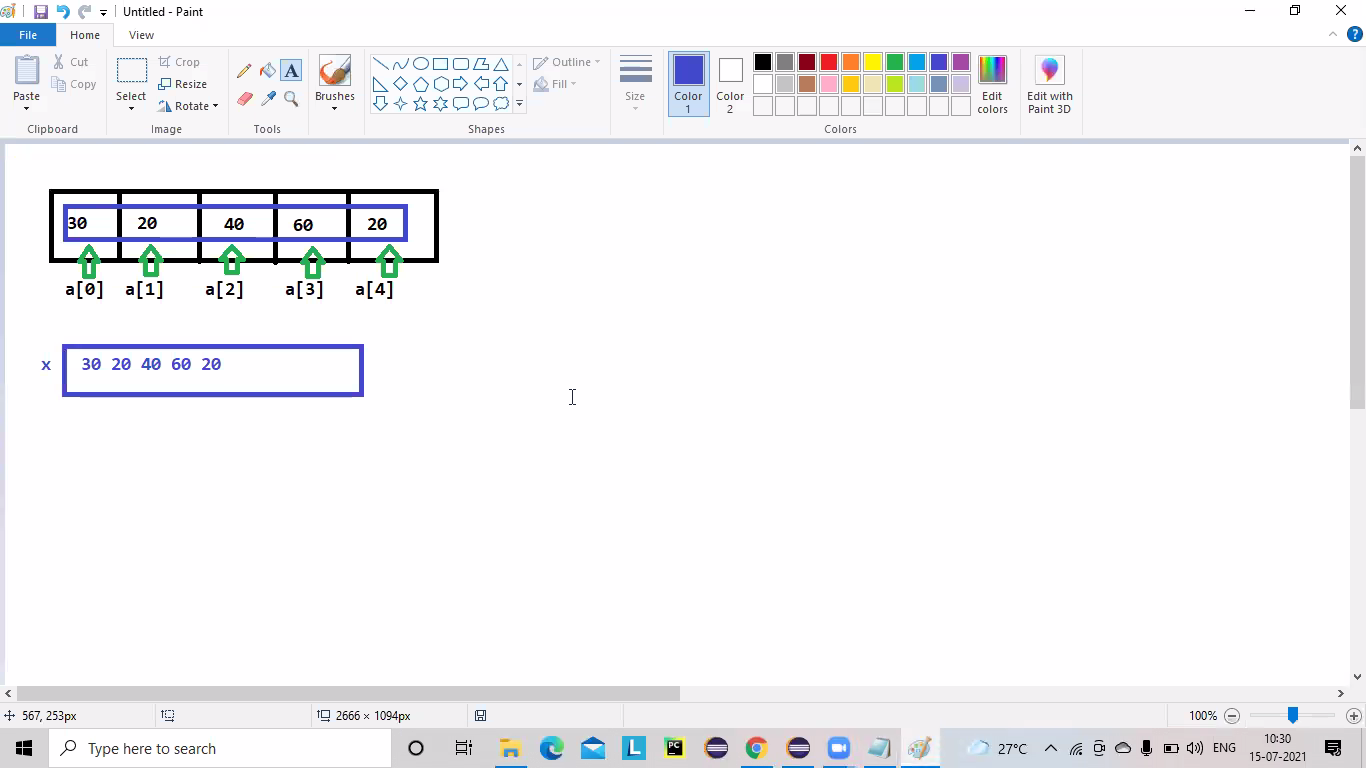 Untitled - Paint
File Home View
Paste
Cut
Copy
Clipboard
Select
Crop
Resize
Rotate
Image
A
Tools
Brushes
Shapes
Outline
Fill
Size
Color 1
Color 2
Colors
Edit colors
Edit with Paint 3D
30 20 40 60 20
a[0] a[1] a[2] a[3] a[4]
x 30 20 40 60 20
567, 253px
2666 × 1094px
100%
Type here to search
L
PC
27°C
ENG
10:30
15-07-2021